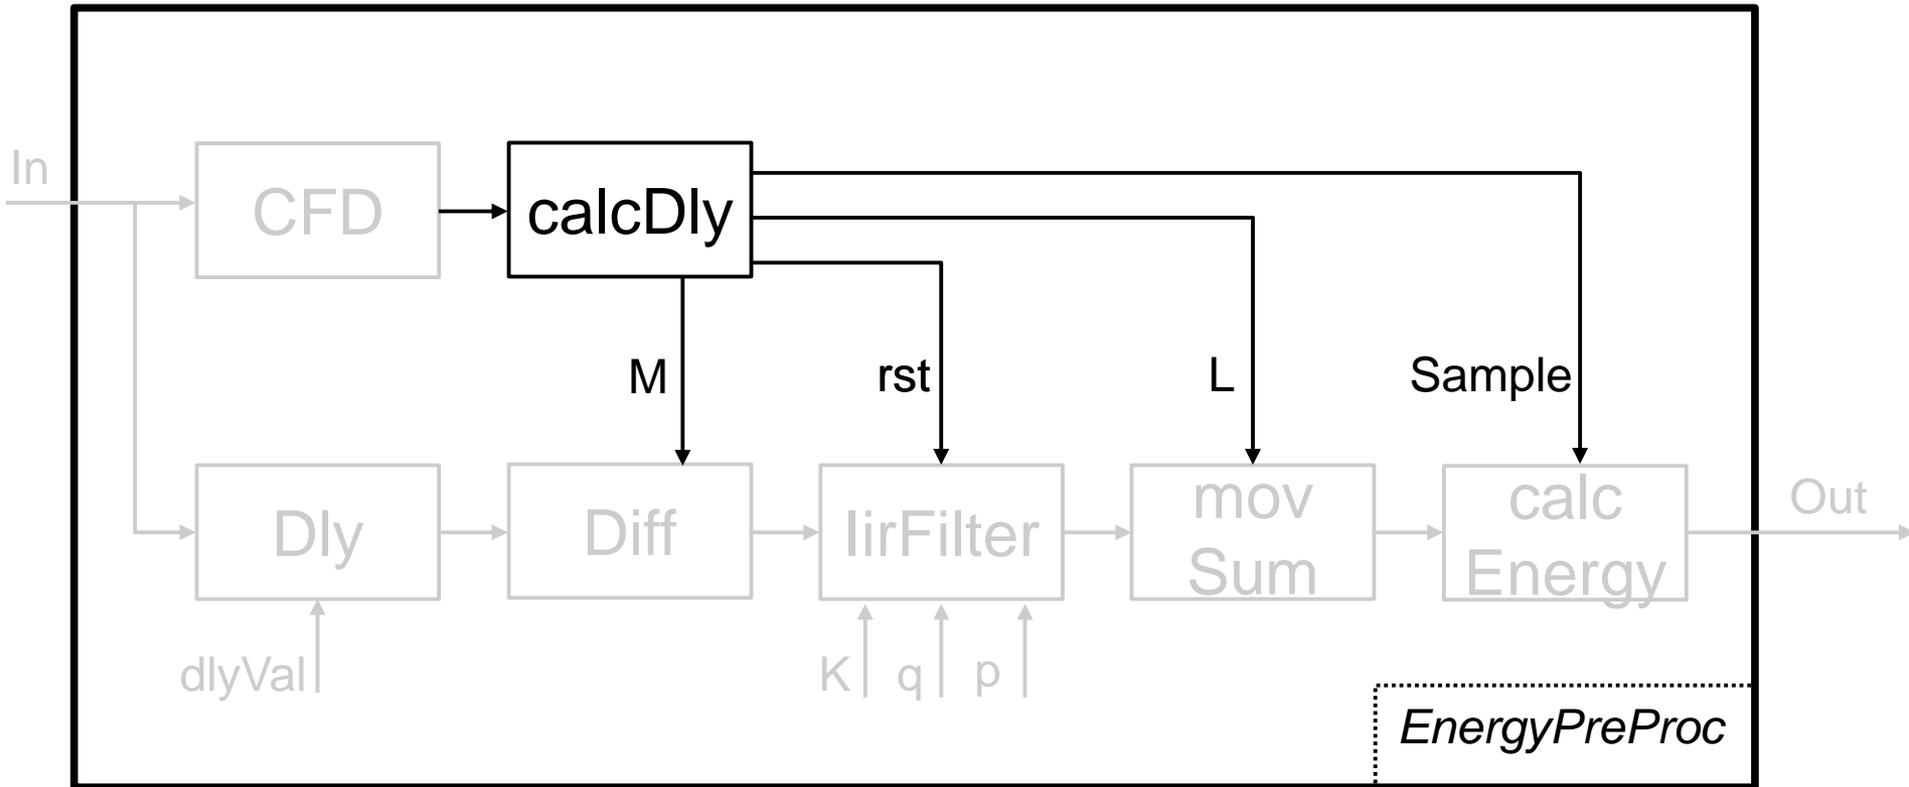 In
CFD
calcDly
M
rst
L
Sample
Dly
Diff
IirFilter
mov
Sum
calc
Energy
Out
dlyVal
K
q
p
EnergyPreProc